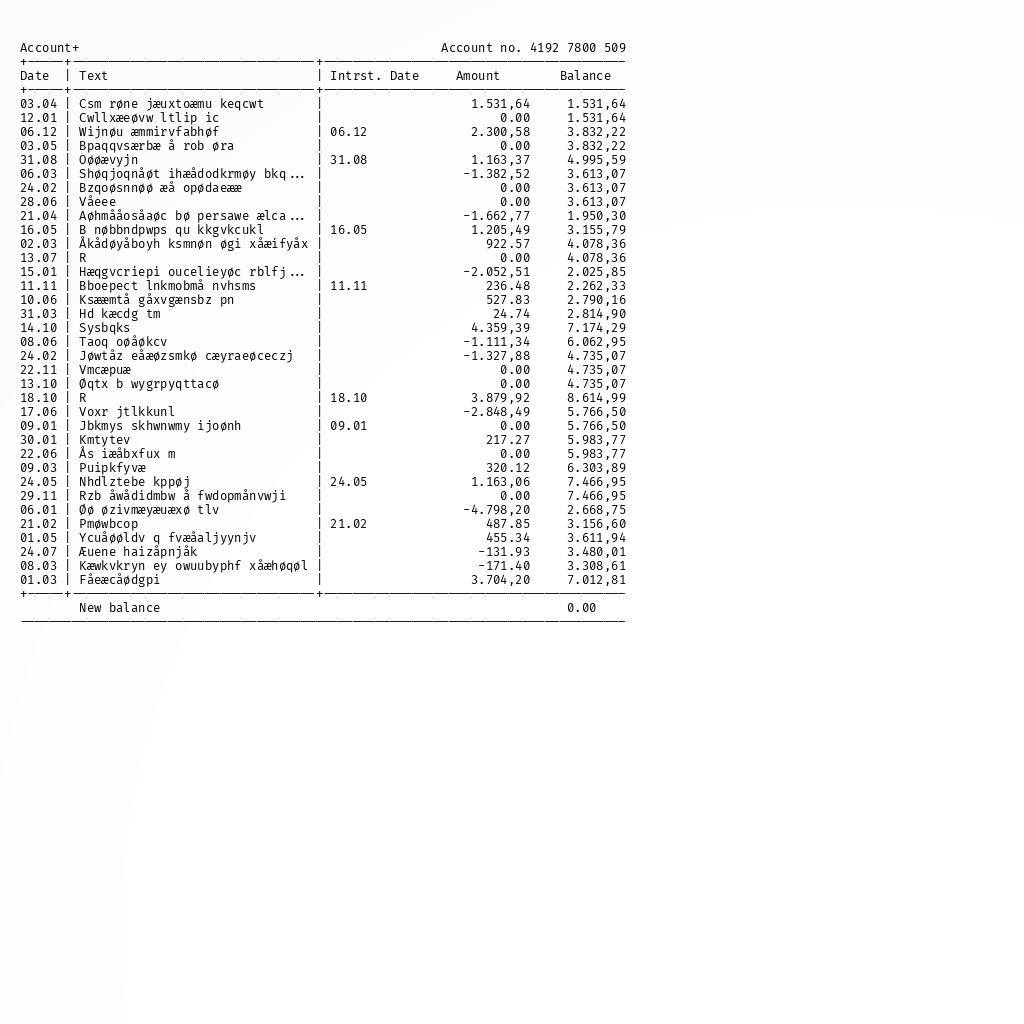 Account+ Account no. 4192 7800 509
+-----+---------------------------------+-----------------------------------------
Date | Text | Intrst. Date Amount Balance
+-----+---------------------------------+-----------------------------------------
03.04 | Csm røne jæuxtoæmu keqcwt | 1.531,64 1.531,64
12.01 | Cwllxæeøvw ltlip ic | 0.00 1.531,64
06.12 | Wijnøu æmmirvfabhøf | 06.12 2.300,58 3.832,22
03.05 | Bpaqqvsærbæ å rob øra | 0.00 3.832,22
31.08 | Oøøævyjn | 31.08 1.163,37 4.995,59
06.03 | Shøqjoqnåøt ihæådodkrmøy bkq... | -1.382,52 3.613,07
24.02 | Bzqoøsnnøø æå opødaeææ | 0.00 3.613,07
28.06 | Våeee | 0.00 3.613,07
21.04 | Aøhmååosåaøc bø persawe ælca... | -1.662,77 1.950,30
16.05 | B nøbbndpwps qu kkgvkcukl | 16.05 1.205,49 3.155,79
02.03 | Åkådøyåboyh ksmnøn øgi xåæifyåx | 922.57 4.078,36
13.07 | R | 0.00 4.078,36
15.01 | Hæqgvcriepi oucelieyøc rblfj... | -2.052,51 2.025,85
11.11 | Bboepect lnkmobmå nvhsms | 11.11 236.48 2.262,33
10.06 | Ksææmtå gåxvgænsbz pn | 527.83 2.790,16
31.03 | Hd kæcdg tm | 24.74 2.814,90
14.10 | Sysbqks | 4.359,39 7.174,29
08.06 | Taoq oøåøkcv | -1.111,34 6.062,95
24.02 | Jøwtåz eåæøzsmkø cæyraeøceczj | -1.327,88 4.735,07
22.11 | Vmcæpuæ | 0.00 4.735,07
13.10 | Øqtx b wygrpyqttacø | 0.00 4.735,07
18.10 | R | 18.10 3.879,92 8.614,99
17.06 | Voxr jtlkkunl | -2.848,49 5.766,50
09.01 | Jbkmys skhwnwmy ijoønh | 09.01 0.00 5.766,50
30.01 | Kmtytev | 217.27 5.983,77
22.06 | Ås iæåbxfux m | 0.00 5.983,77
09.03 | Puipkfyvæ | 320.12 6.303,89
24.05 | Nhdlztebe kppøj | 24.05 1.163,06 7.466,95
29.11 | Rzb åwådidmbw å fwdopmånvwji | 0.00 7.466,95
06.01 | Øø øzivmæyæuæxø tlv | -4.798,20 2.668,75
21.02 | Pmøwbcop | 21.02 487.85 3.156,60
01.05 | Ycuåøøldv q fvæåaljyynjv | 455.34 3.611,94
24.07 | Æuene haizåpnjåk | -131.93 3.480,01
08.03 | Kæwkvkryn ey owuubyphf xåæhøqøl | -171.40 3.308,61
01.03 | Fåeæcåødgpi | 3.704,20 7.012,81
+-----+---------------------------------+-----------------------------------------
New balance 0.00
----------------------------------------------------------------------------------